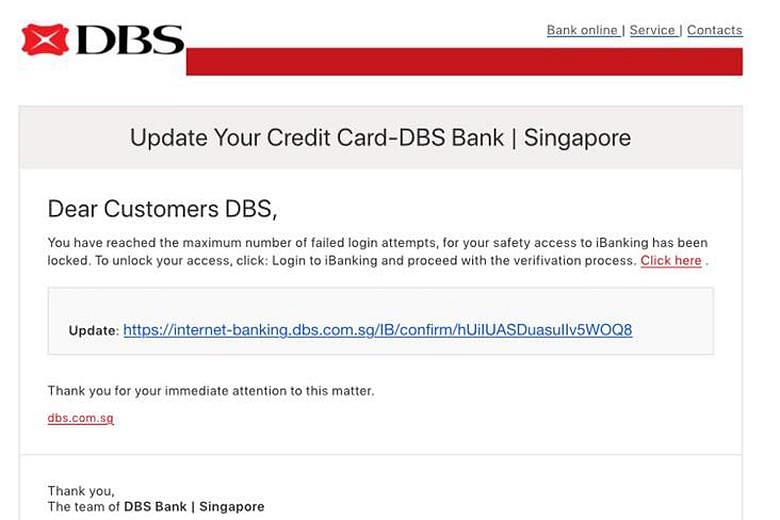 DBS
Bank online | Service | Contacts
Update Your Credit Card-DBS Bank | Singapore
Dear Customers DBS,
You have reached the maximum number of failed login attempts, for your safety access to iBanking has been
locked. To unlock your access, click: Login to iBanking and proceed with the verifivation process. Click here .
Update: https://internet-banking.dbs.com.sg/IB/confirm/hUiIUASDuasuIIv5WOQ8
Thank you for your immediate attention to this matter.
dbs.com.sg
Thank you,
The team of DBS Bank | Singapore